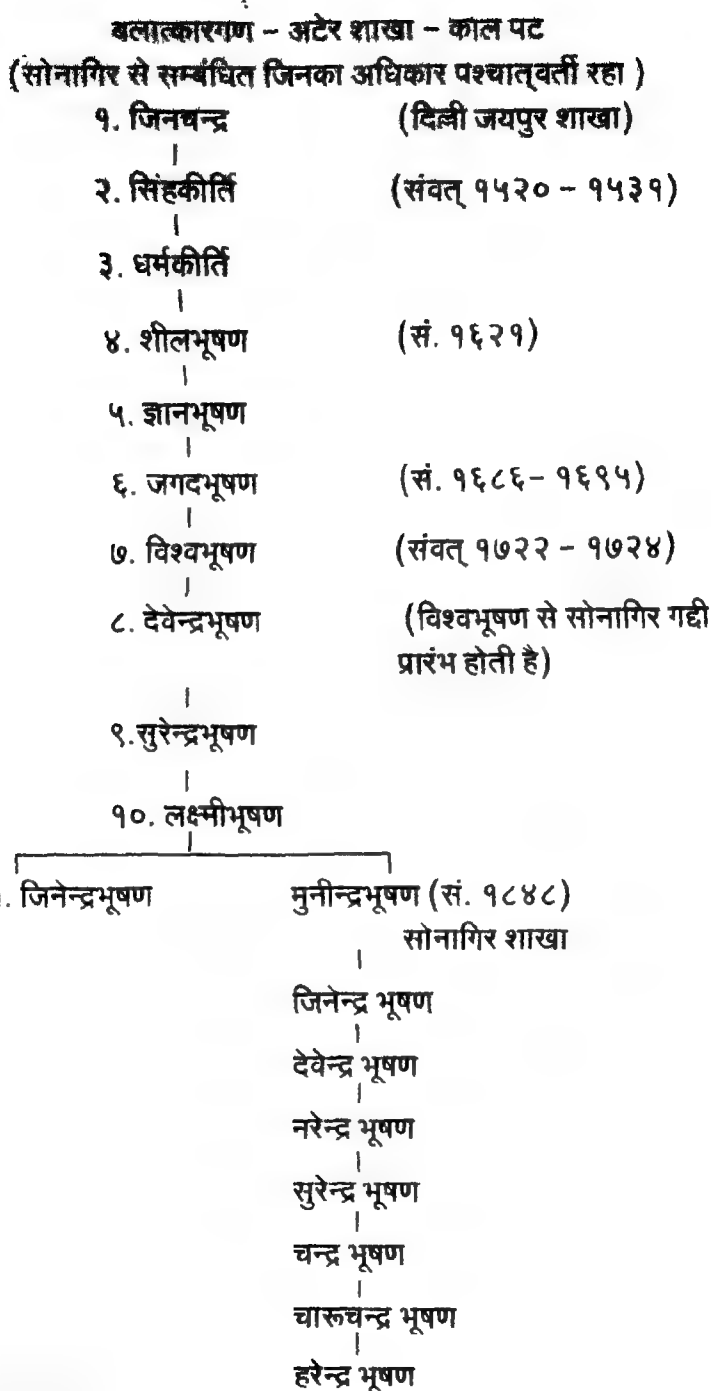 बलात्कारगण – अटेर शाखा – काल पट
(सोनागिर से सम्बंधित जिनका अधिकार पश्चात्‌वर्ती रहा )
१. जिनचन्द्र (दिल्ली जयपुर शाखा)
२. सिंहकीर्ति (संवत् १५२० – १५३१)
३. धर्मकीर्ति
४. शीलभूषण (सं. १६२१)
५. ज्ञानभूषण
६. जगदभूषण (सं. १६८६– १६९५)
७. विश्वभूषण (संवत् १७२२ – १७२४)
८. देवेन्द्रभूषण (विश्वभूषण से सोनागिर गद्दी
प्रारंभ होती है)
९.सुरेन्द्रभूषण
१०. लक्ष्मीभूषण
. जिनेन्द्रभूषण मुनीन्द्रभूषण (सं. १८४८)
सोनागिर शाखा
जिनेन्द्र भूषण
देवेन्द्र भूषण
नरेन्द्र भूषण
सुरेन्द्र भूषण
चन्द्र भूषण
चारूचन्द्र भूषण
हरेन्द्र भूषण